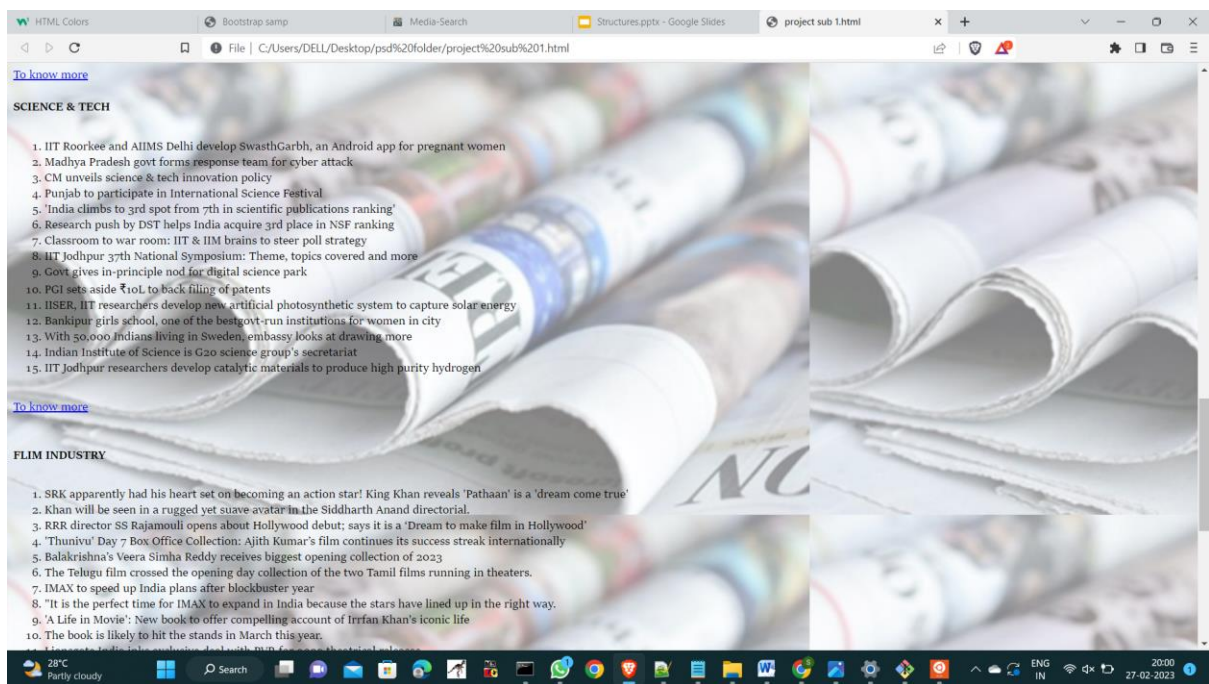 HTML Colors
Bootstrap samp
Media-Search
Structures.pptx - Google Slides
project sub 1.html
File | C:/Users/DELL/Desktop/psd%20folder/project%20sub%201.html
To know more
SCIENCE & TECH
1. IIT Roorkee and AIIMS Delhi develop SwasthGarbh, an Android app for pregnant women
2. Madhya Pradesh govt forms response team for cyber attack
3. CM unveils science & tech innovation policy
4. Punjab to participate in International Science Festival
5. 'India climbs to 3rd spot from 7th in scientific publications ranking'
6. Research push by DST helps India acquire 3rd place in NSF ranking
7. Classroom to war room: IIT & IIM brains to steer poll strategy
8. IIT Jodhpur 37th National Symposium: Theme, topics covered and more
9. Govt gives in-principle nod for digital science park
10. PGI sets aside ₹10L to back filing of patents
11. IISER, IIT researchers develop new artificial photosynthetic system to capture solar energy
12. Bankipur girls school, one of the bestgovt-run institutions for women in city
13. With 50,000 Indians living in Sweden, embassy looks at drawing more
14. Indian Institute of Science is G20 science group's secretariat
15. IIT Jodhpur researchers develop catalytic materials to produce high purity hydrogen
To know more
FLIM INDUSTRY
1. SRK apparently had his heart set on becoming an action star! King Khan reveals 'Pathaan' is a 'dream come true'
2. Khan will be seen in a rugged yet suave avatar in the Siddharth Anand directorial.
3. RRR director SS Rajamouli opens about Hollywood debut; says it is a 'Dream to make film in Hollywood'
4. 'Thunivu' Day 7 Box Office Collection: Ajith Kumar's film continues its success streak internationally
5. Balakrishna's Veera Simha Reddy receives biggest opening collection of 2023
6. The Telugu film crossed the opening day collection of the two Tamil films running in theaters.
7. IMAX to speed up India plans after blockbuster year
8. "It is the perfect time for IMAX to expand in India because the stars have lined up in the right way.
9. 'A Life in Movie': New book to offer compelling account of Irrfan Khan's iconic life
10. The book is likely to hit the stands in March this year.
28°C
Partly cloudy
Search
ENG
IN
20:00
27-02-2023